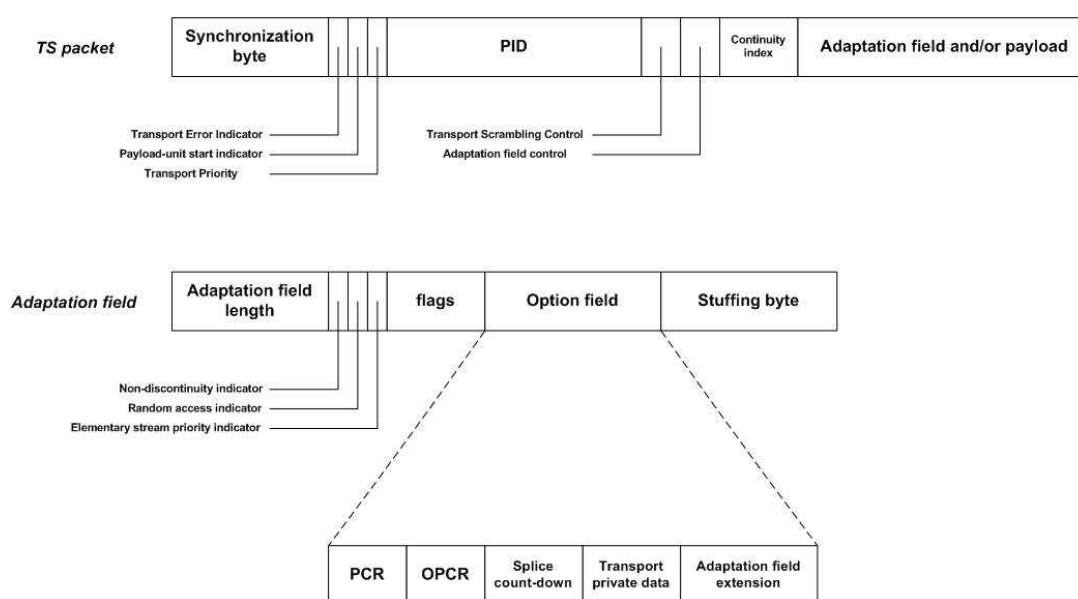 TS packet
Synchronization
byte
PID
Continuity
index
Adaptation field and/or payload
Transport Error Indicator
Payload-unit start indicator
Transport Priority
Transport Scrambling Control
Adaptation field control
Adaptation field
Adaptation field
length
flags
Option field
Stuffing byte
Non-discontinuity indicator
Random access indicator
Elementary stream priority indicator
PCR
OPCR
Splice
count-down
Transport
private data
Adaptation field
extension